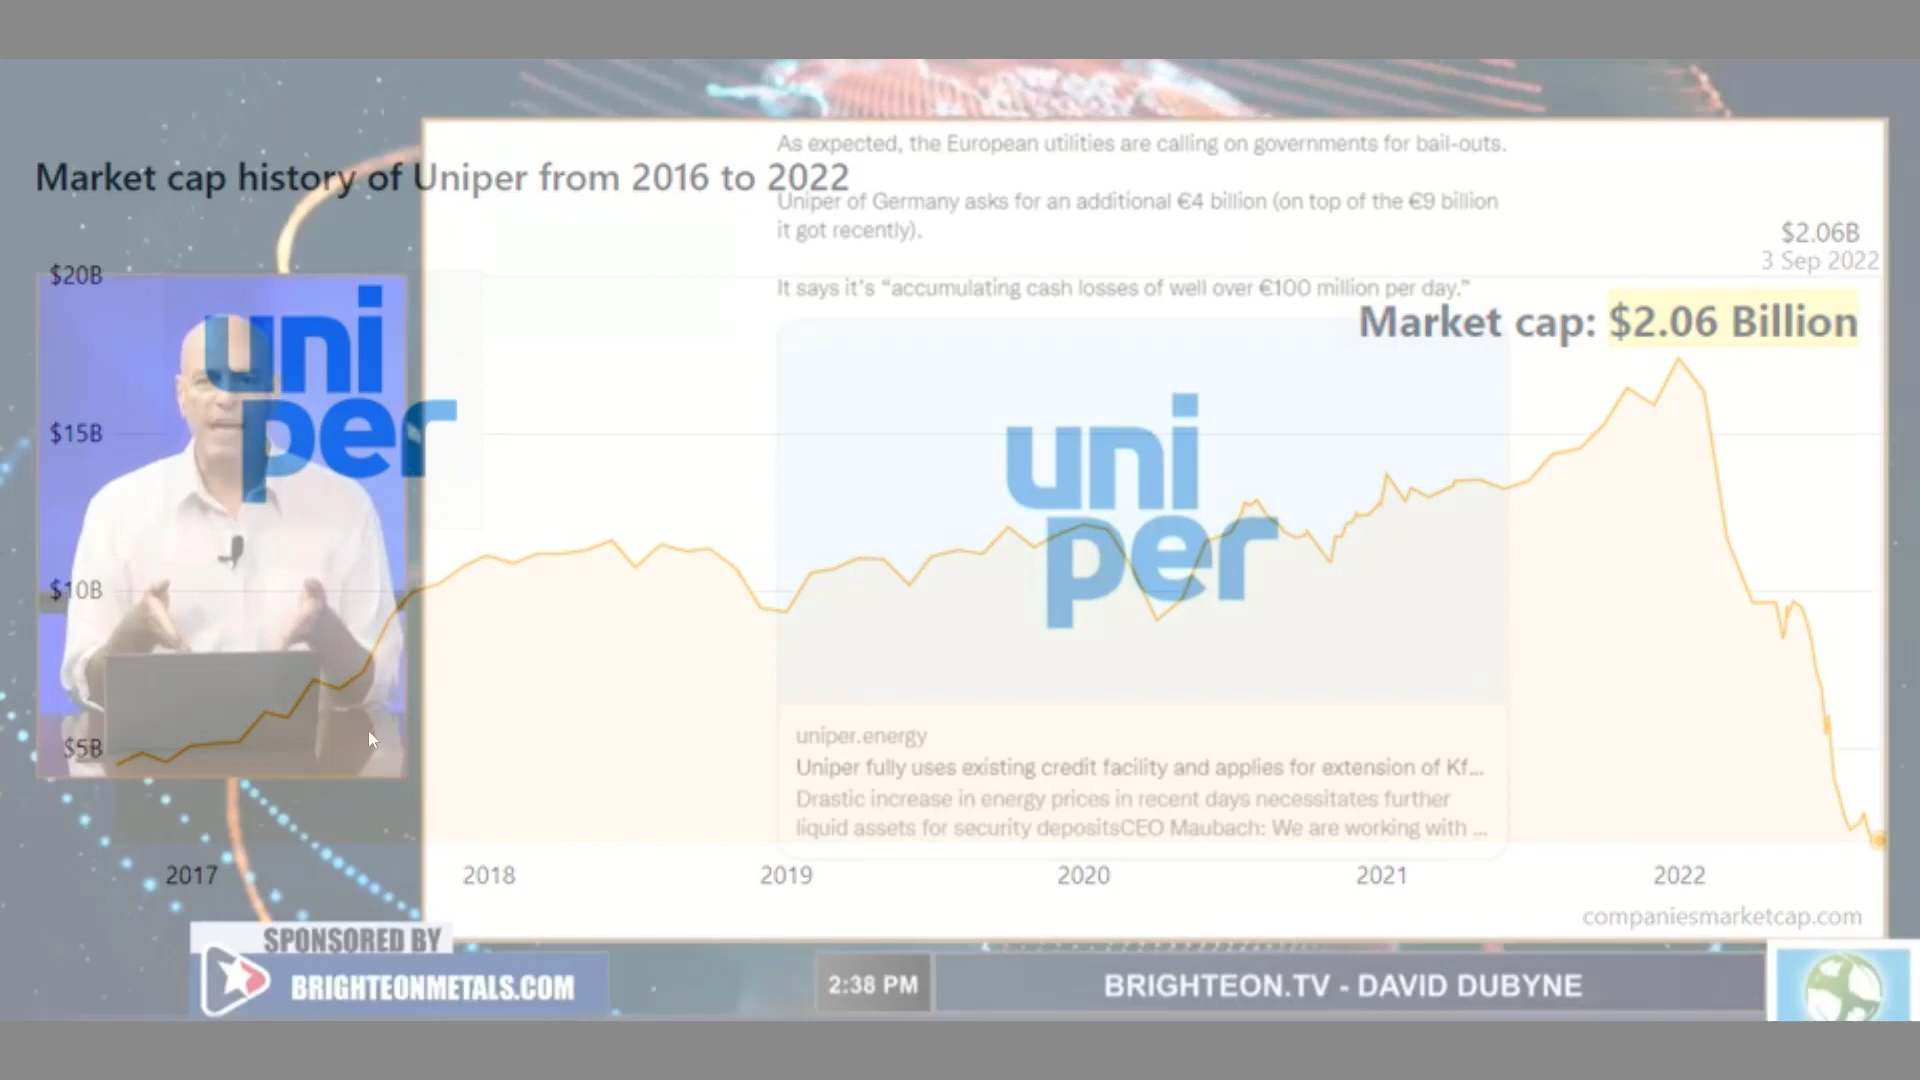 As expected, the European utilities are calling on governments for bail-outs.
Market cap history of Uniper from 2016 to 2022
Uniper of Germany asks for an additional €4 billion (on top of the €9 billion
it got recently).
$2.06B
3 Sep 2022
$20B
It says it's “accumulating cash losses of well over €100 million per day.”
Market cap: $2.06 Billion
uni
per
$15B
uni
per
$10B
$5B
uniper.energy
Uniper fully uses existing credit facility and applies for extension of Kf...
Drastic increase in energy prices in recent days necessitates further
liquid assets for security depositsCEO Maubach: We are working with ...
2017 2018 2019 2020 2021 2022
companiesmarketcap.com
SPONSORED BY
BRIGHTEONMETALS.COM
2:38 PM
BRIGHTEON.TV - DAVID DUBYNE